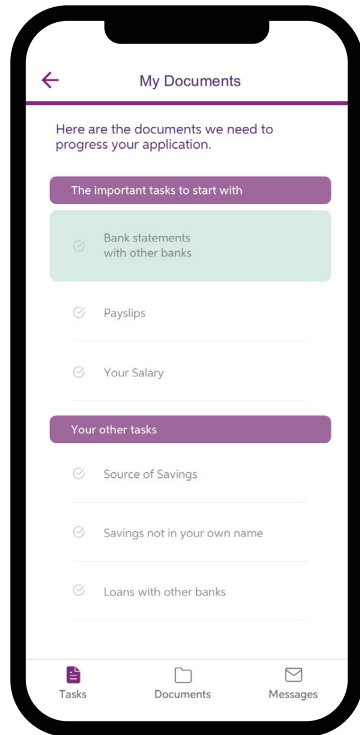 My Documents
Here are the documents we need to
progress your application.
The important tasks to start with
Bank statements
with other banks
Payslips
Your Salary
Your other tasks
Source of Savings
Savings not in your own name
Loans with other banks
Tasks
Documents
Messages